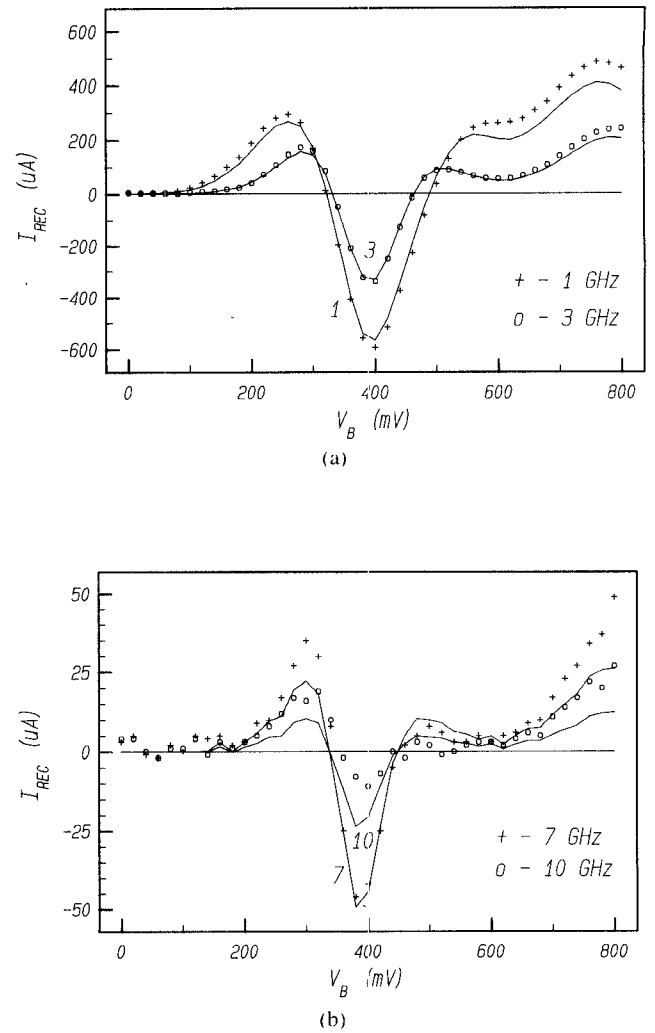 600
400
200
0
-200
-400
-600
I_REC (uA)
3
1
+ - 1 GHz
o - 3 GHz
0 200 400 600 800
V_B (mV)
(a)
50
25
0
-25
-50
I_REC (uA)
10
7
+ - 7 GHz
o - 10 GHz
0 200 400 600 800
V_B (mV)
(b)